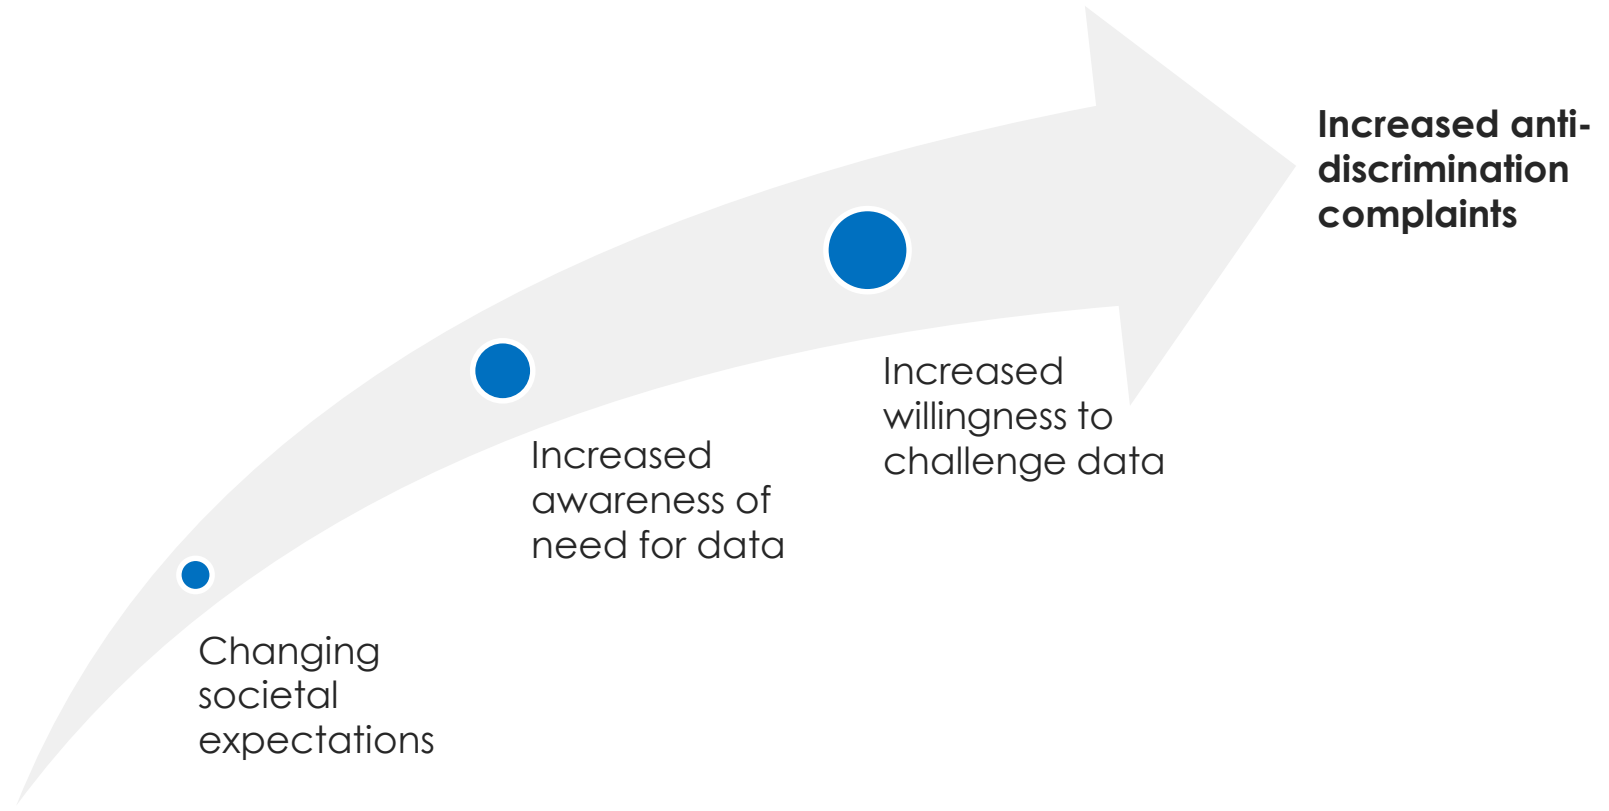 Increased anti-
discrimination
complaints
Increased
willingness to
challenge data
Increased
awareness of
need for data
Changing
societal
expectations